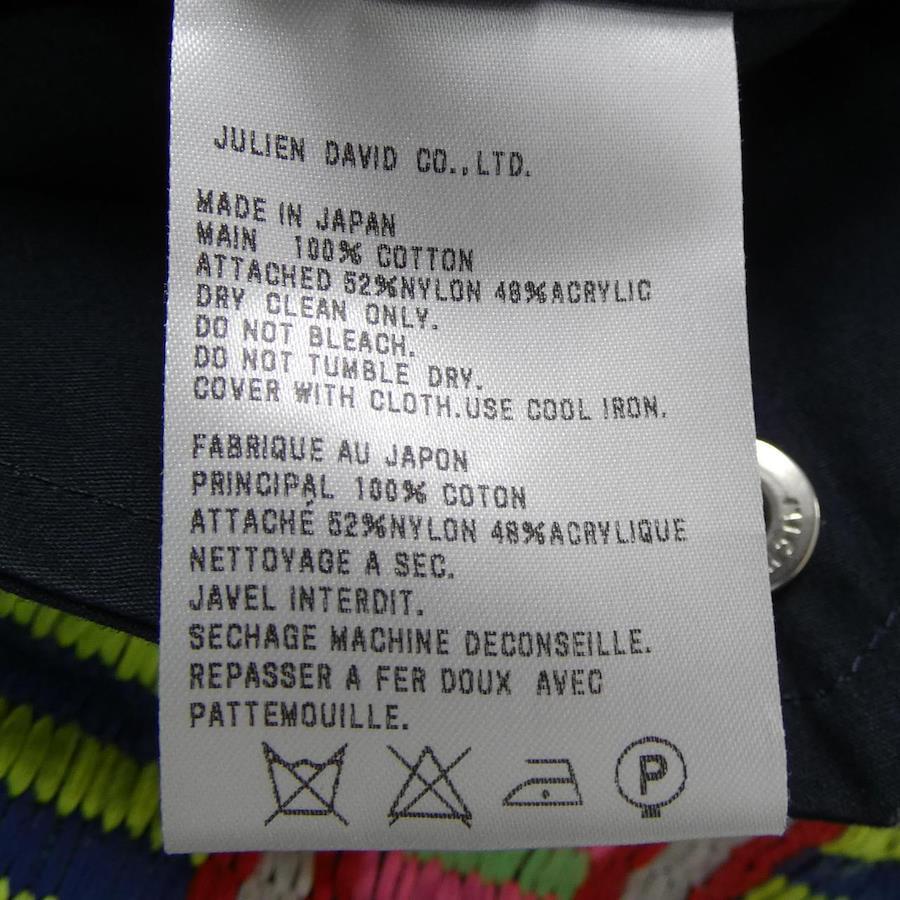 JULIEN DAVID CO.,LTD.
MADE IN JAPAN
MAIN 100% COTTON
ATTACHED 52%NYLON 48%ACRYLIC
DRY CLEAN ONLY.
DO NOT BLEACH.
DO NOT TUMBLE DRY.
COVER WITH CLOTH.USE COOL IRON.
FABRIQUE AU JAPON
PRINCIPAL 100% COTON
ATTACHÉ 52%NYLON 48%ACRYLIQUE
NETTOYAGE A SEC.
JAVEL INTERDIT.
SECHAGE MACHINE DECONSEILLE.
REPASSER A FER DOUX AVEC
PATTEMOUILLE.
P